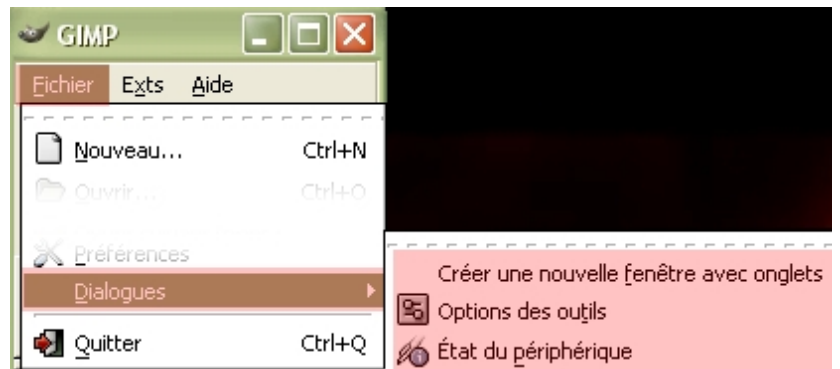 GIMP
Fichier Exts Aide
Nouveau... Ctrl+N
Ouvrir... Ctrl+O
Préférences
Dialogues
Quitter Ctrl+Q
Créer une nouvelle fenêtre avec onglets
Options des outils
État du périphérique